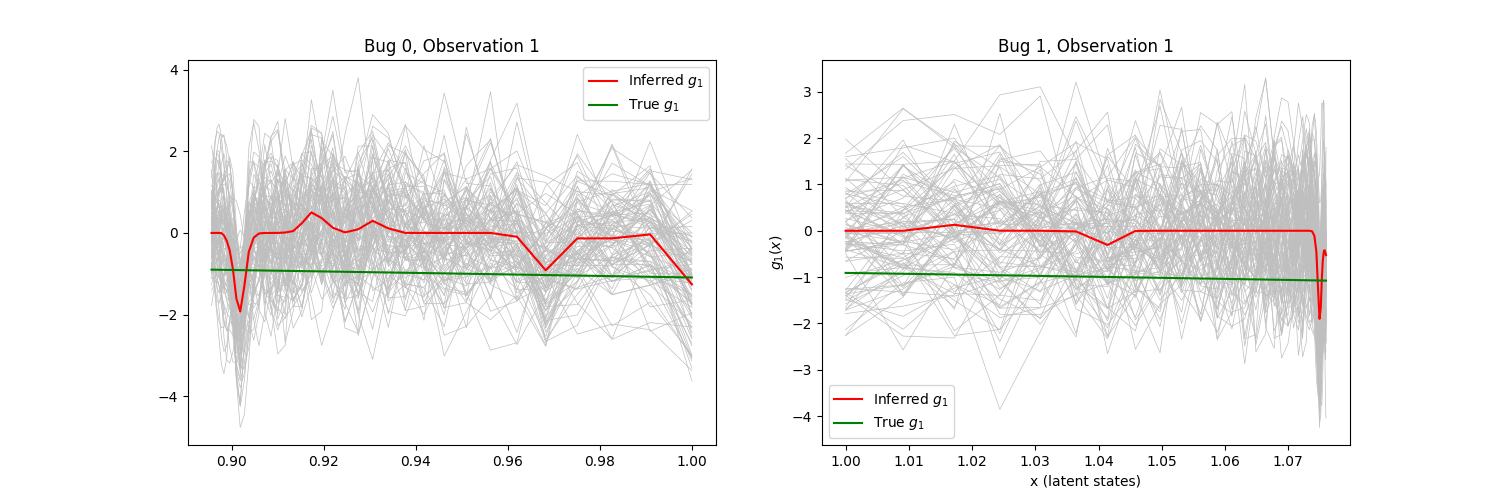 Bug 0, Observation 1
4
2
0
−2
−4
Inferred g₁
True g₁
0.90 0.92 0.94 0.96 0.98 1.00
Bug 1, Observation 1
g₁(x)
3
2
1
0
−1
−2
−3
−4
Inferred g₁
True g₁
1.00 1.01 1.02 1.03 1.04 1.05 1.06 1.07
x (latent states)